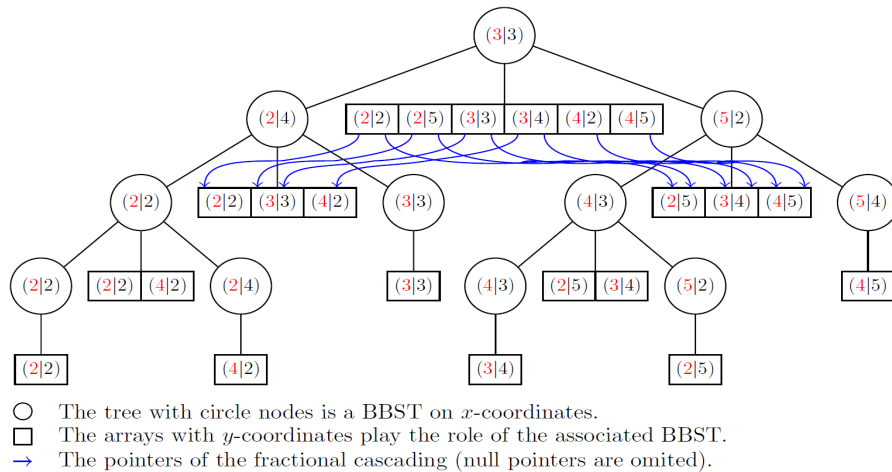 (3|3)
(2|4) (2|2) (2|5) (3|3) (3|4) (4|2) (4|5) (5|2)
(2|2) (2|2) (3|3) (4|2) (3|3) (4|3) (2|5) (3|4) (4|5) (5|4)
(2|2) (2|2) (4|2) (2|4) (3|3) (4|3) (2|5) (3|4) (5|2) (4|5)
(2|2) (4|2) (3|4) (2|5)
The tree with circle nodes is a BBST on x-coordinates.
The arrays with y-coordinates play the role of the associated BBST.
The pointers of the fractional cascading (null pointers are omited).